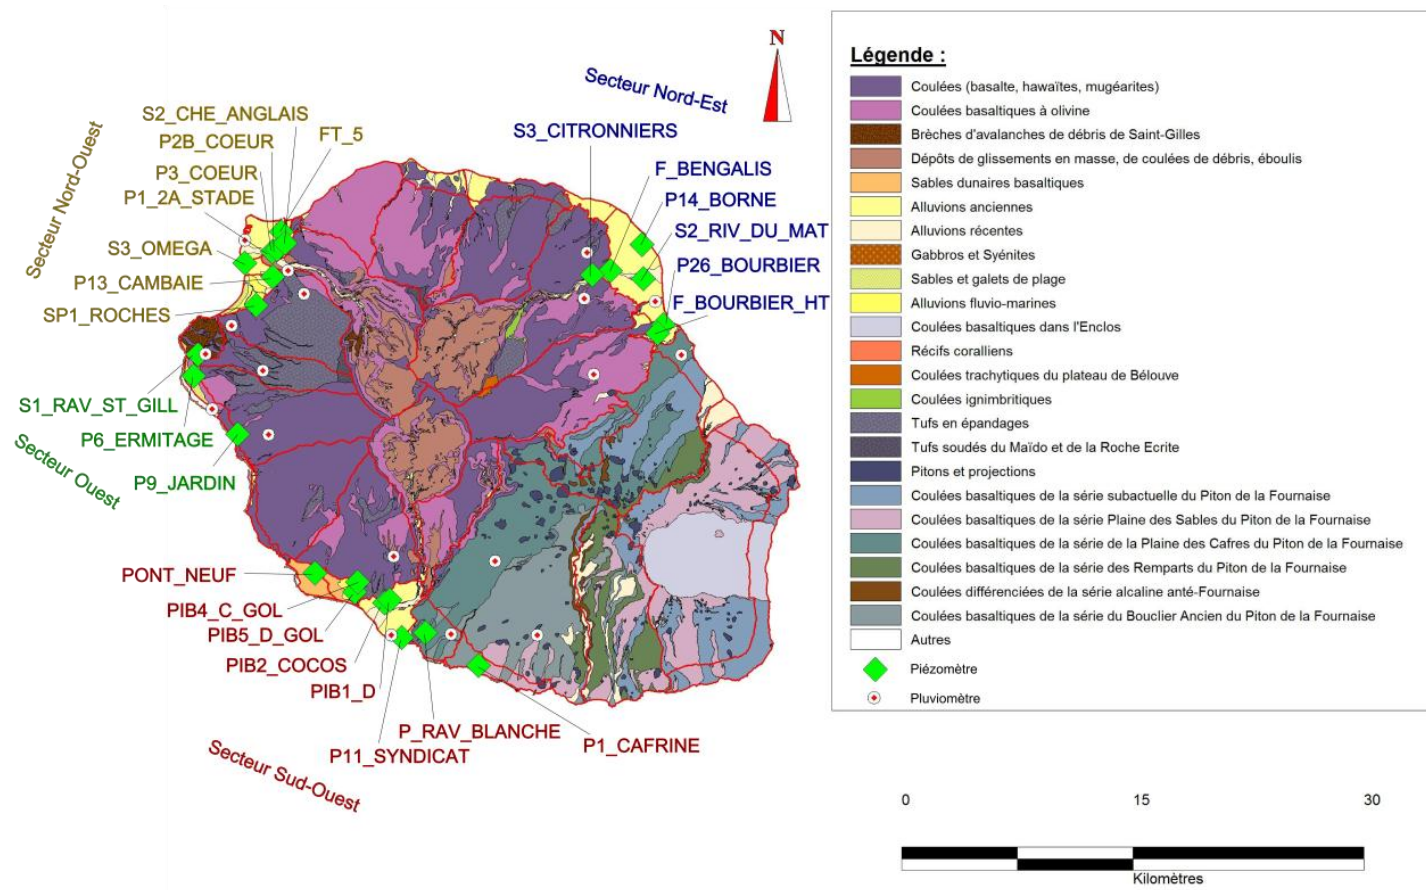 N
Secteur Nord-Est
Secteur Nord-Ouest
S2_CHE_ANGLAIS
P2B_COEUR
FT_5
P3_COEUR
P1_2A_STADE
S3_OMEGA
P13_CAMBAIE
SP1_ROCHES
S3_CITRONNIERS
F_BENGALIS
P14_BORNE
S2_RIV_DU_MAT
P26_BOURBIER
F_BOURBIER_HT
S1_RAV_ST_GILL
P6_ERMITAGE
P9_JARDIN
Secteur Ouest
PONT_NEUF
PIB4_C_GOL
PIB5_D_GOL
PIB2_COCOS
PIB1_D
P_RAV_BLANCHE
P11_SYNDICAT
P1_CAFRINE
Secteur Sud-Ouest
Légende :
Coulées (basalte, hawaïtes, mugéarites)
Coulées basaltiques à olivine
Brèches d'avalanches de débris de Saint-Gilles
Dépôts de glissements en masse, de coulées de débris, éboulis
Sables dunaires basaltiques
Alluvions anciennes
Alluvions récentes
Gabbros et Syénites
Sables et galets de plage
Alluvions fluvio-marines
Coulées basaltiques dans l'Enclos
Récifs coralliens
Coulées trachytiques du plateau de Bélouve
Coulées ignimbritiques
Tufs en épandages
Tufs soudés du Maïdo et de la Roche Ecrite
Pitons et projections
Coulées basaltiques de la série subactuelle du Piton de la Fournaise
Coulées basaltiques de la série Plaine des Sables du Piton de la Fournaise
Coulées basaltiques de la série de la Plaine des Cafres du Piton de la Fournaise
Coulées basaltiques de la série des Remparts du Piton de la Fournaise
Coulées différenciées de la série alcaline anté-Fournaise
Coulées basaltiques de la série du Bouclier Ancien du Piton de la Fournaise
Autres
Piézomètre
Pluviomètre
0 15 30
Kilomètres